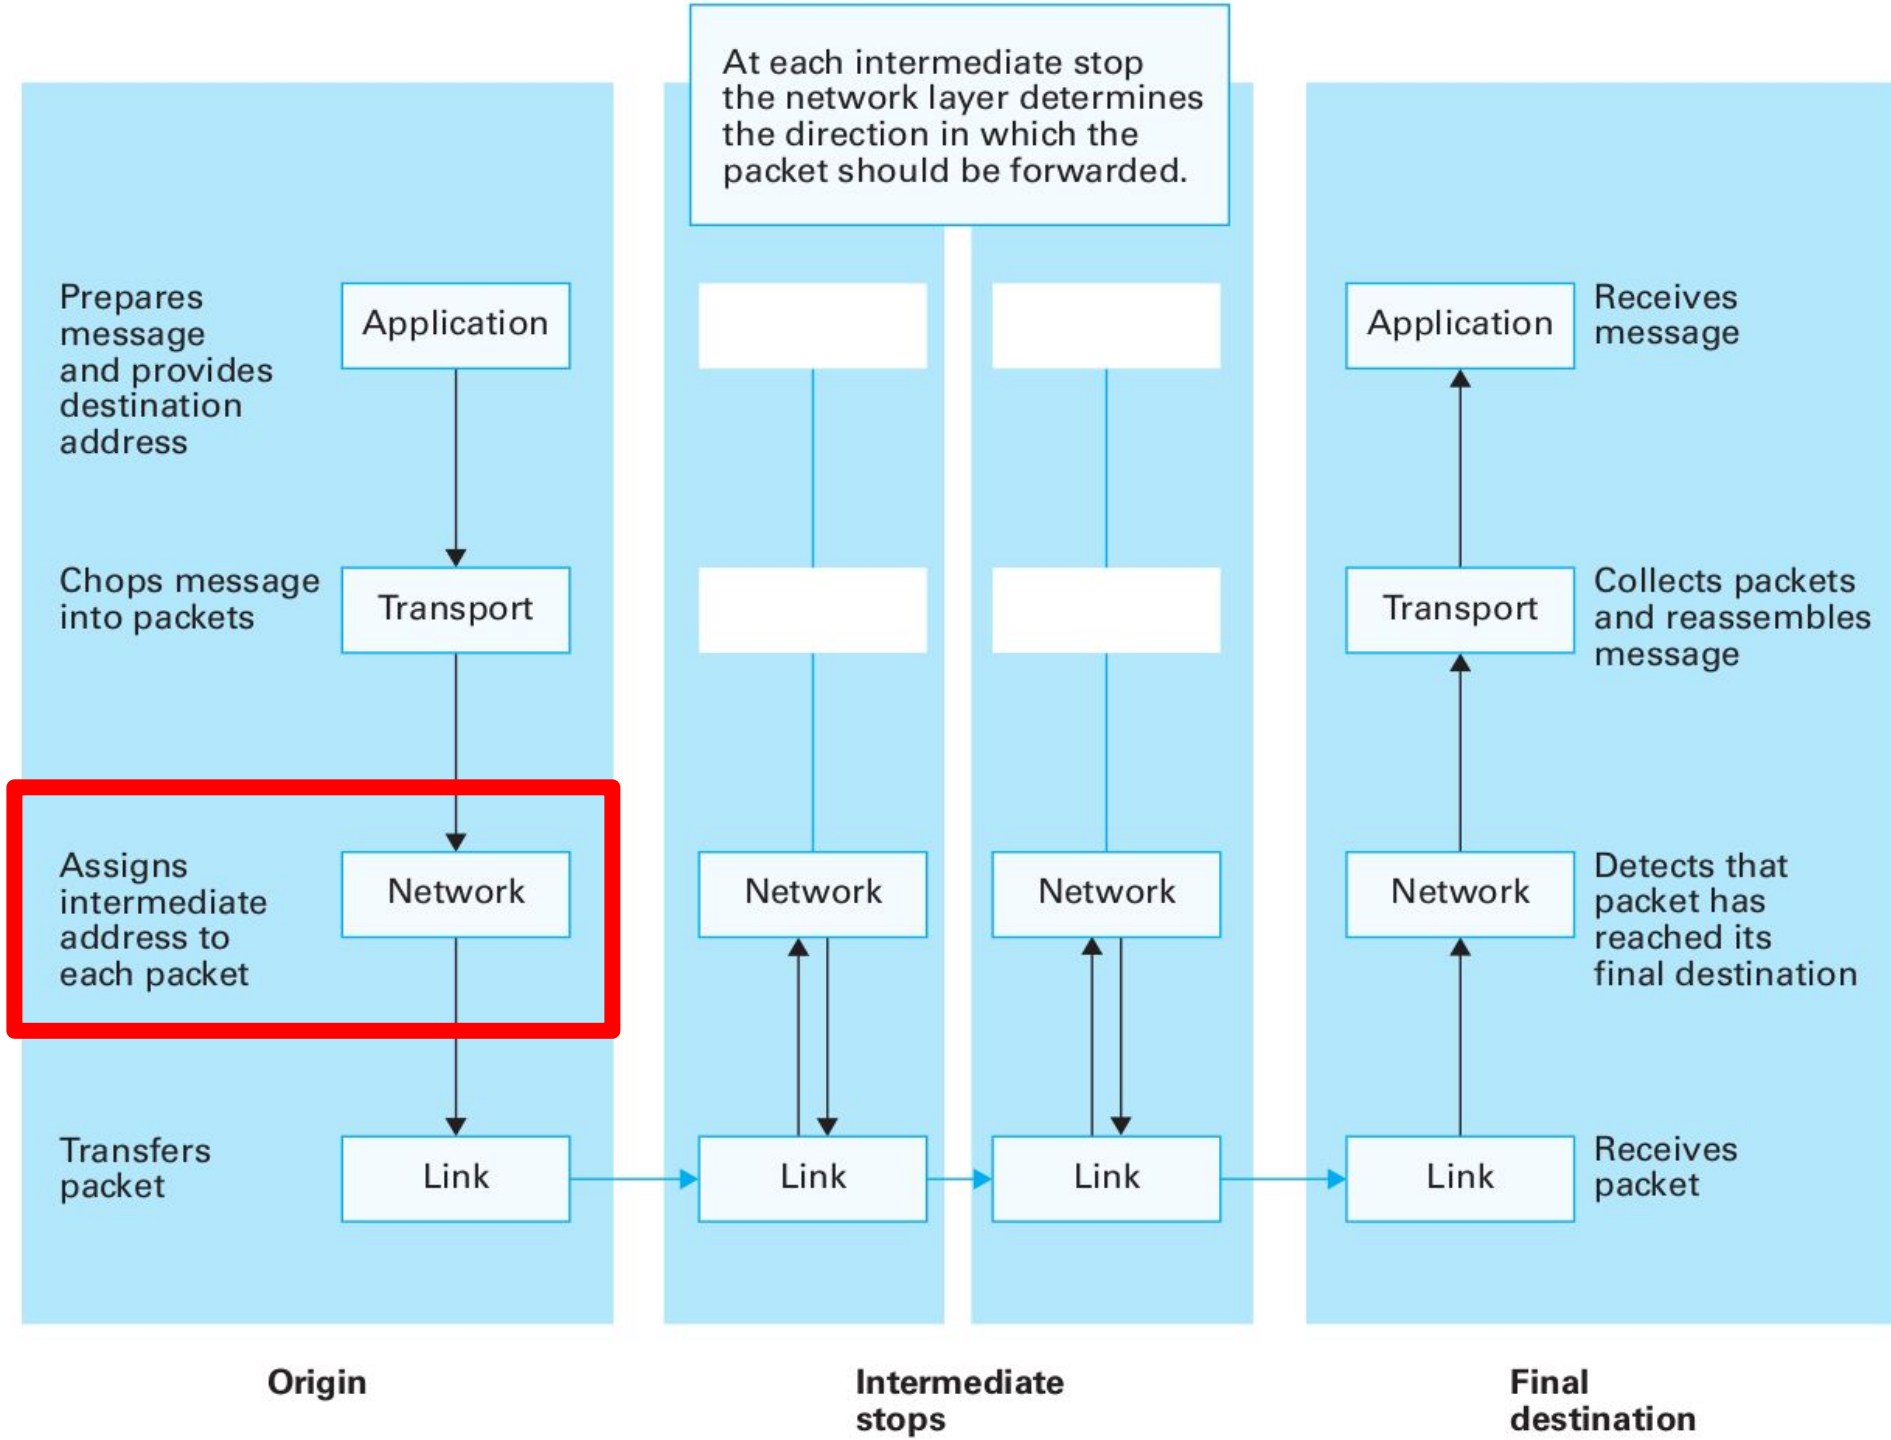 At each intermediate stop
the network layer determines
the direction in which the
packet should be forwarded.
Prepares
message
and provides
destination
address
Application
Application
Receives
message
Chops message
into packets
Transport
Transport
Collects packets
and reassembles
message
Assigns
intermediate
address to
each packet
Network
Network
Network
Network
Detects that
packet has
reached its
final destination
Transfers
packet
Link
Link
Link
Link
Receives
packet
Origin
Intermediate
stops
Final
destination